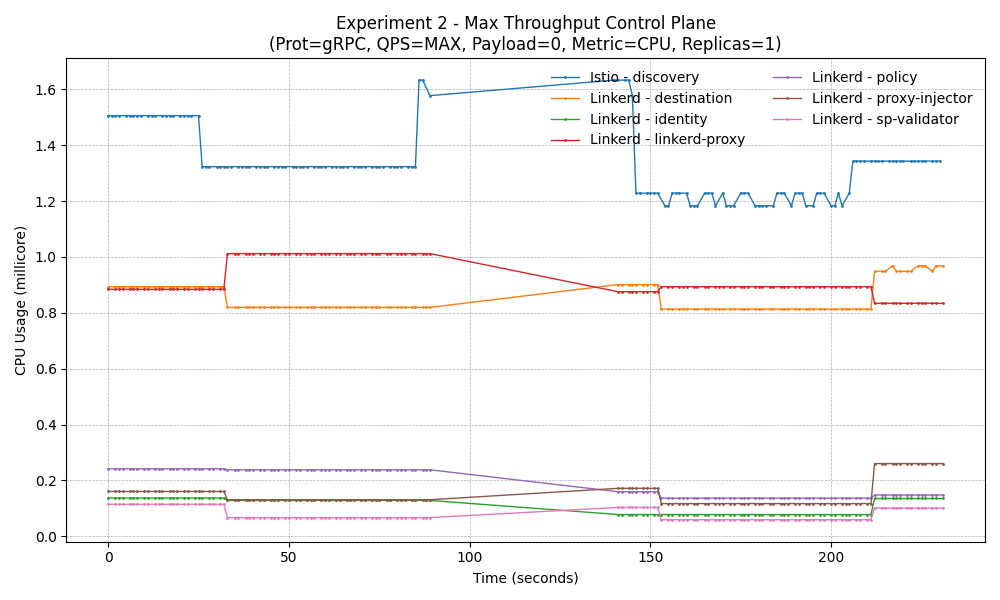 Experiment 2 - Max Throughput Control Plane
(Prot=gRPC, QPS=MAX, Payload=0, Metric=CPU, Replicas=1)
Istio - discovery
Linkerd - destination
Linkerd - identity
Linkerd - linkerd-proxy
Linkerd - policy
Linkerd - proxy-injector
Linkerd - sp-validator
CPU Usage (millicore)
1.6
1.4
1.2
1.0
0.8
0.6
0.4
0.2
0.0
0
50
100
150
200
Time (seconds)